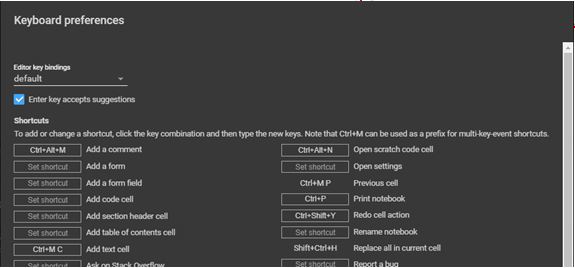 Keyboard preferences
Editor key bindings
default
Enter key accepts suggestions
Shortcuts
To add or change a shortcut, click the key combination and then type the new keys. Note that Ctrl+M can be used as a prefix for multi-key-event shortcuts.
Ctrl+Alt+M Add a comment Ctrl+Alt+N Open scratch code cell
Set shortcut Add a form Set shortcut Open settings
Set shortcut Add a form field Ctrl+M P Previous cell
Set shortcut Add code cell Ctrl+P Print notebook
Set shortcut Add section header cell Ctrl+Shift+Y Redo cell action
Set shortcut Add table of contents cell Set shortcut Rename notebook
Ctrl+M C Add text cell Shift+Ctrl+H Replace all in current cell
Set shortcut Ask on Stack Overflow Set shortcut Report a bug